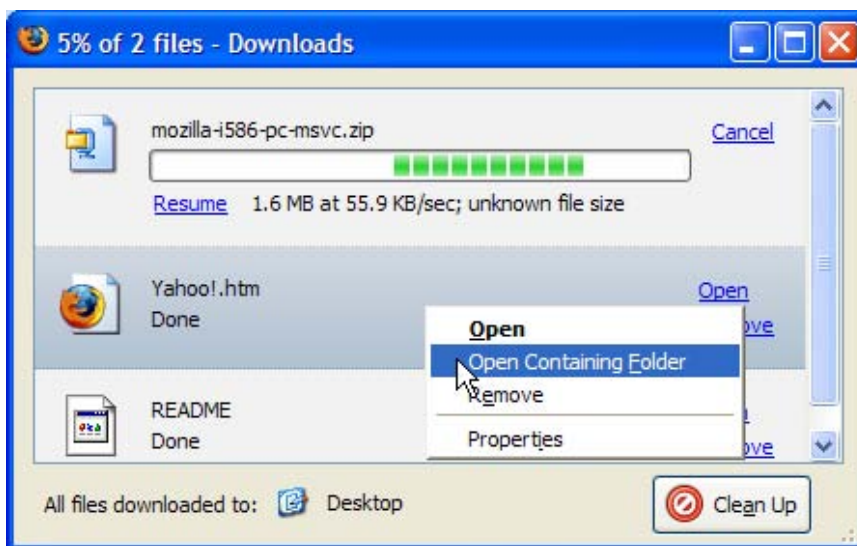 5% of 2 files - Downloads
mozilla-i586-pc-msvc.zip
Cancel
Resume 1.6 MB at 55.9 KB/sec; unknown file size
Yahoo!.htm
Open
Done
Open
Open Containing Folder
Remove
Properties
README
Done
All files downloaded to: Desktop
Clean Up